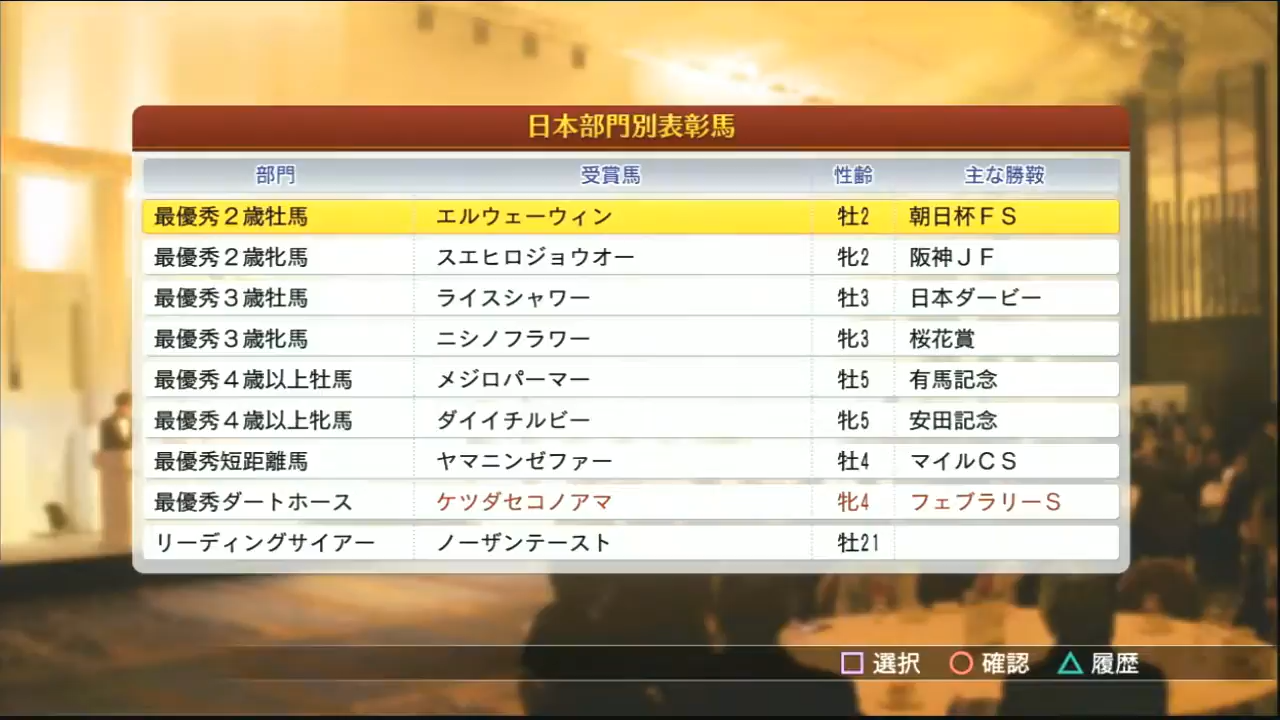 日本部門別表彰馬
部門 受賞馬 性齢 主な勝鞍
最優秀２歳牡馬 エルウェーウィン 牡2 朝日杯ＦＳ
最優秀２歳牝馬 スエヒロジョウオー 牝2 阪神ＪＦ
最優秀３歳牡馬 ライスシャワー 牡3 日本ダービー
最優秀３歳牝馬 ニシノフラワー 牝3 桜花賞
最優秀４歳以上牡馬 メジロパーマー 牡5 有馬記念
最優秀４歳以上牝馬 ダイイチルビー 牝5 安田記念
最優秀短距離馬 ヤマニンゼファー 牡4 マイルＣＳ
最優秀ダートホース ケツダセコノアマ 牝4 フェブラリーＳ
リーディングサイアー ノーザンテースト 牡21
選択 確認 履歴